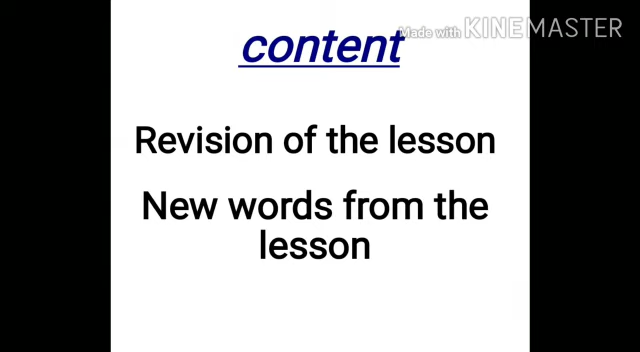 content
Made with KINEMASTER
Revision of the lesson
New words from the
lesson